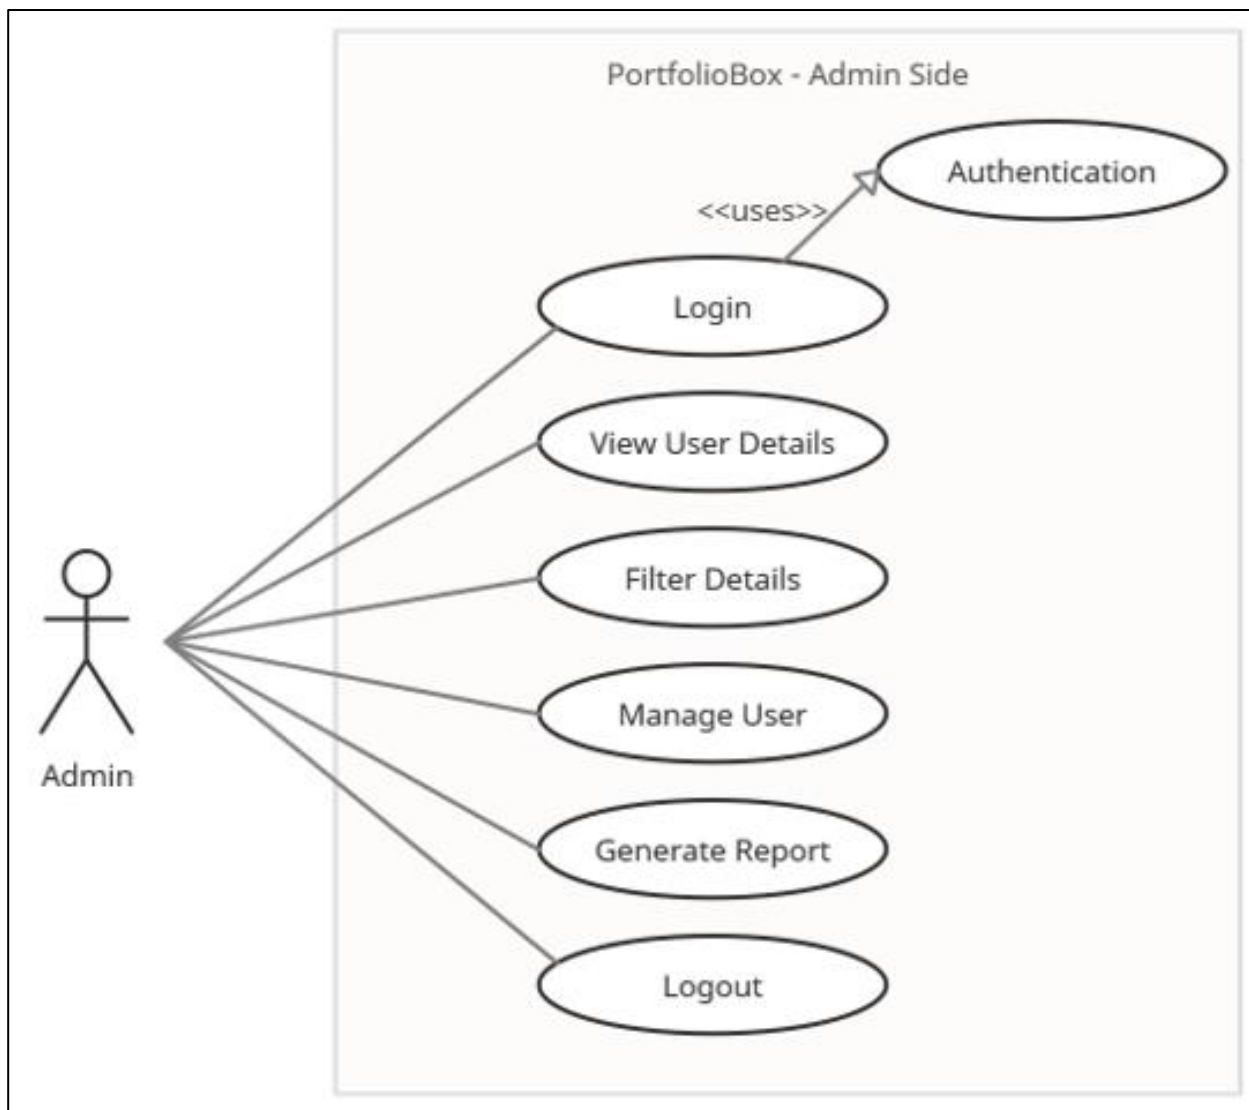 PortfolioBox - Admin Side
Authentication
<<uses>>
Login
View User Details
Filter Details
Manage User
Admin
Generate Report
Logout